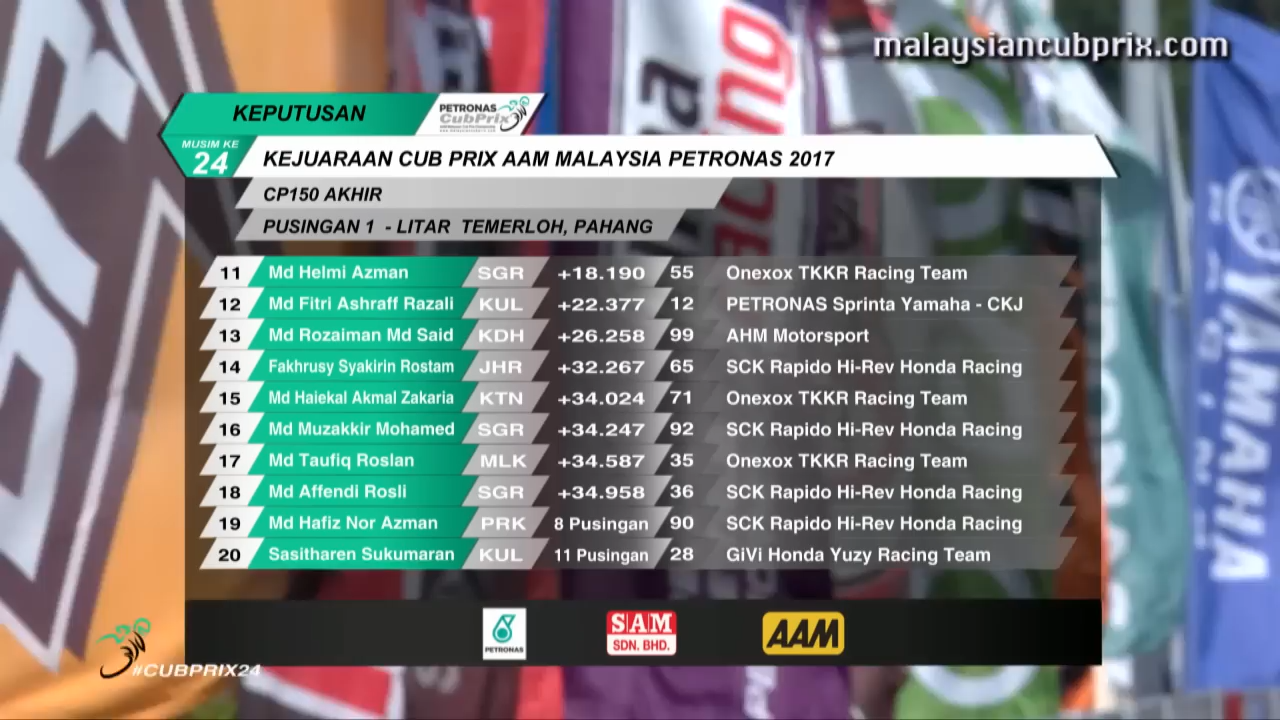 malaysiancubprix.com
KEPUTUSAN
PETRONAS
CubPrix
MUSIM KE
24
KEJUARAAN CUB PRIX AAM MALAYSIA PETRONAS 2017
CP150 AKHIR
PUSINGAN 1 - LITAR TEMERLOH, PAHANG
11 Md Helmi Azman SGR +18.190 55 Onexox TKKR Racing Team
12 Md Fitri Ashraff Razali KUL +22.377 12 PETRONAS Sprinta Yamaha - CKJ
13 Md Rozaiman Md Said KDH +26.258 99 AHM Motorsport
14 Fakhrusy Syakirin Rostam JHR +32.267 65 SCK Rapido Hi-Rev Honda Racing
15 Md Haiekal Akmal Zakaria KTN +34.024 71 Onexox TKKR Racing Team
16 Md Muzakkir Mohamed SGR +34.247 92 SCK Rapido Hi-Rev Honda Racing
17 Md Taufiq Roslan MLK +34.587 35 Onexox TKKR Racing Team
18 Md Affendi Rosli SGR +34.958 36 SCK Rapido Hi-Rev Honda Racing
19 Md Hafiz Nor Azman PRK 8 Pusingan 90 SCK Rapido Hi-Rev Honda Racing
20 Sasitharen Sukumaran KUL 11 Pusingan 28 GiVi Honda Yuzy Racing Team
PETRONAS
SAM
SDN. BHD.
AAM
#CUBPRIX24
YAMAHA